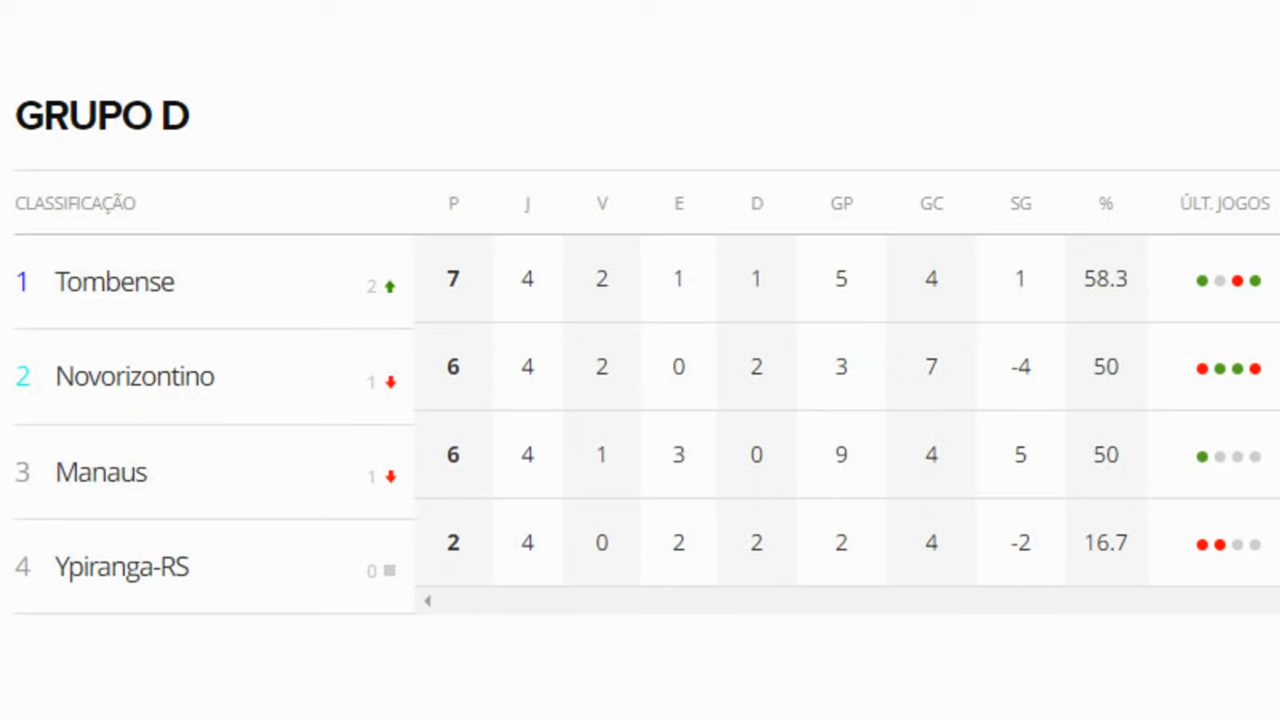 GRUPO D
CLASSIFICAÇÃO P J V E D GP GC SG % ÚLT. JOGOS
1 Tombense 2 7 4 2 1 1 5 4 1 58.3
2 Novorizontino 1 6 4 2 0 2 3 7 -4 50
3 Manaus 1 6 4 1 3 0 9 4 5 50
4 Ypiranga-RS 0 2 4 0 2 2 2 4 -2 16.7